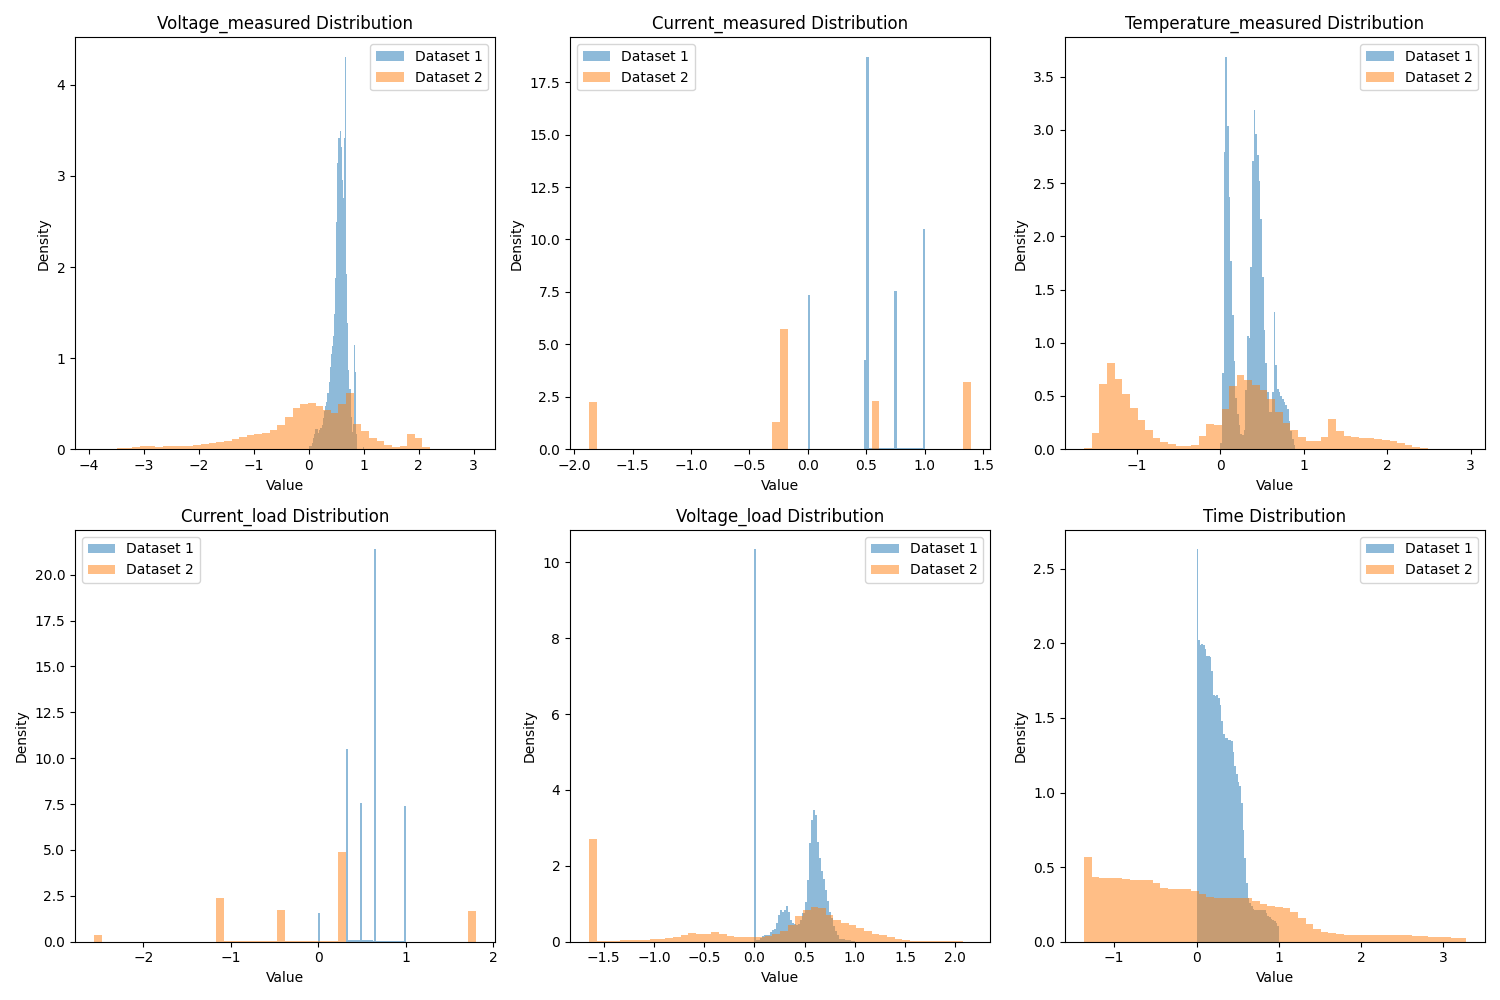 Voltage_measured Distribution
Dataset 1
Dataset 2
Density
0
1
2
3
4
−4
−3
−2
−1
0
1
2
3
Value
Current_measured Distribution
Dataset 1
Dataset 2
Density
0.0
2.5
5.0
7.5
10.0
12.5
15.0
17.5
−2.0
−1.5
−1.0
−0.5
0.0
0.5
1.0
1.5
Value
Temperature_measured Distribution
Dataset 1
Dataset 2
Density
0.0
0.5
1.0
1.5
2.0
2.5
3.0
3.5
−1
0
1
2
3
Value
Current_load Distribution
Dataset 1
Dataset 2
Density
0.0
2.5
5.0
7.5
10.0
12.5
15.0
17.5
20.0
−2
−1
0
1
2
Value
Voltage_load Distribution
Dataset 1
Dataset 2
Density
0
2
4
6
8
10
−1.5
−1.0
−0.5
0.0
0.5
1.0
1.5
2.0
Value
Time Distribution
Dataset 1
Dataset 2
Density
0.0
0.5
1.0
1.5
2.0
2.5
−1
0
1
2
3
Value